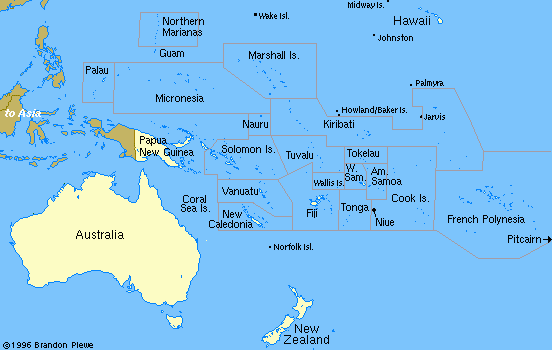 Midway Isl.
Wake Isl.
Hawaii
Northern
Marianas
Johnston
Guam
Marshall Is.
Palau
Palmyra
Micronesia
to Asia
Howland/Baker Is.
Jarvis
Nauru
Kiribati
Papua
New Guinea
Solomon Is.
Tuvalu
Tokelau
W.
Sam.
Am.
Samoa
Wallis Is.
Vanuatu
Coral
Sea Is.
Cook Is.
Tonga
Fiji
New
Caledonia
Niue
French Polynesia
Australia
Pitcairn
Norfolk Isl.
New
Zealand
©1996 Brandon Plewe